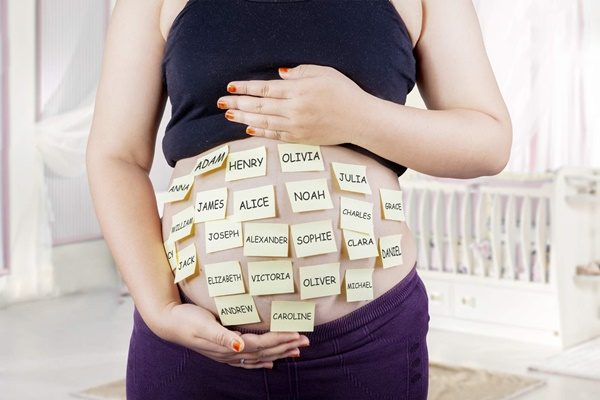 ADAM
HENRY
OLIVIA
ANNA
JAMES
ALICE
NOAH
JULIA
WILLIAM
JOSEPH
ALEXANDER
SOPHIE
CHARLES
GRACE
JACK
CLARA
DANIEL
ELIZABETH
VICTORIA
OLIVER
MICHAEL
ANDREW
CAROLINE